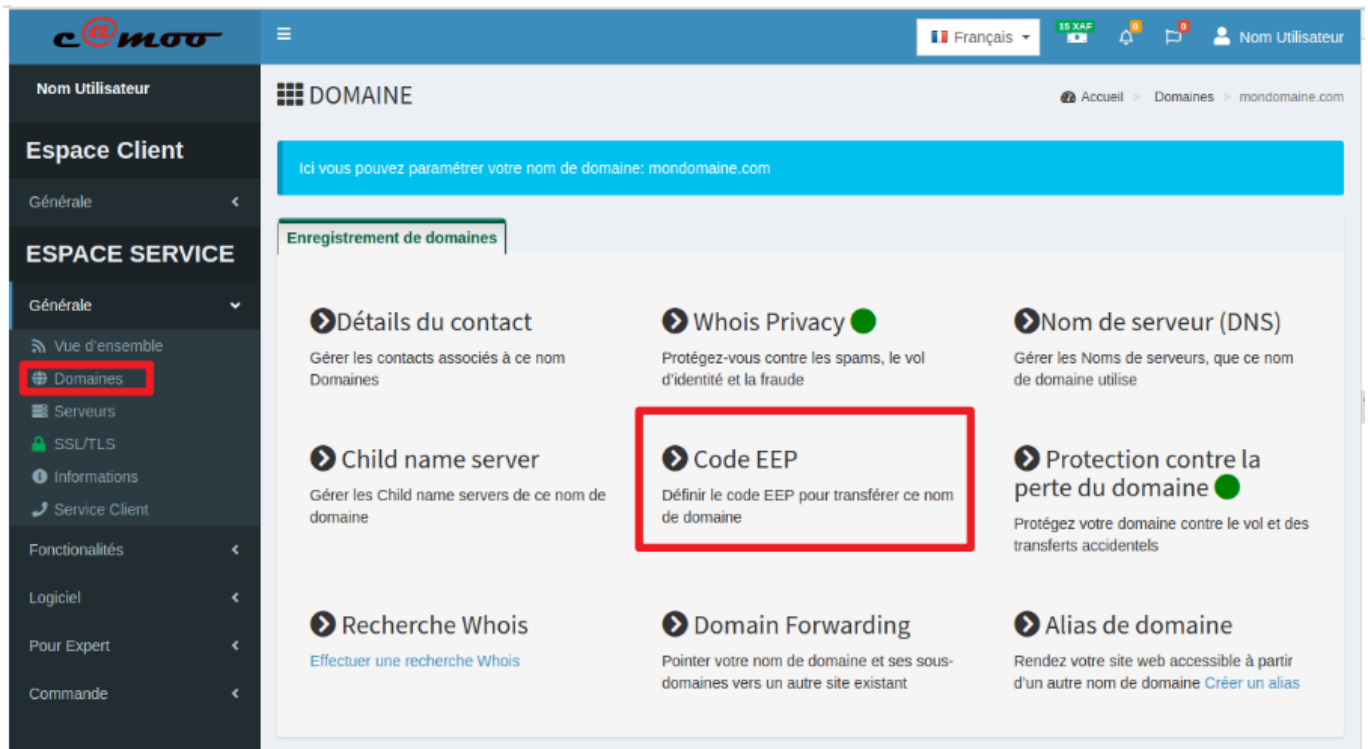 c@moo
Français
15 XAF
0
0
Nom Utilisateur
Nom Utilisateur
DOMAINE
Accueil > Domaines > mondomaine.com
Espace Client
Générale
Ici vous pouvez paramétrer votre nom de domaine: mondomaine.com
ESPACE SERVICE
Générale
Vue d'ensemble
Domaines
Serveurs
SSL/TLS
Informations
Service Client
Fonctionalités
Logiciel
Pour Expert
Commande
Enregistrement de domaines
Détails du contact
Gérer les contacts associés à ce nom
Domaines
Whois Privacy
Protégez-vous contre les spams, le vol
d'identité et la fraude
Nom de serveur (DNS)
Gérer les Noms de serveurs, que ce nom
de domaine utilise
Child name server
Gérer les Child name servers de ce nom de
domaine
Code EEP
Définir le code EEP pour transférer ce nom
de domaine
Protection contre la
perte du domaine
Protégez votre domaine contre le vol et des
transferts accidentels
Recherche Whois
Effectuer une recherche Whois
Domain Forwarding
Pointer votre nom de domaine et ses sous-
domaines vers un autre site existant
Alias de domaine
Rendez votre site web accessible à partir
d'un autre nom de domaine Créer un alias